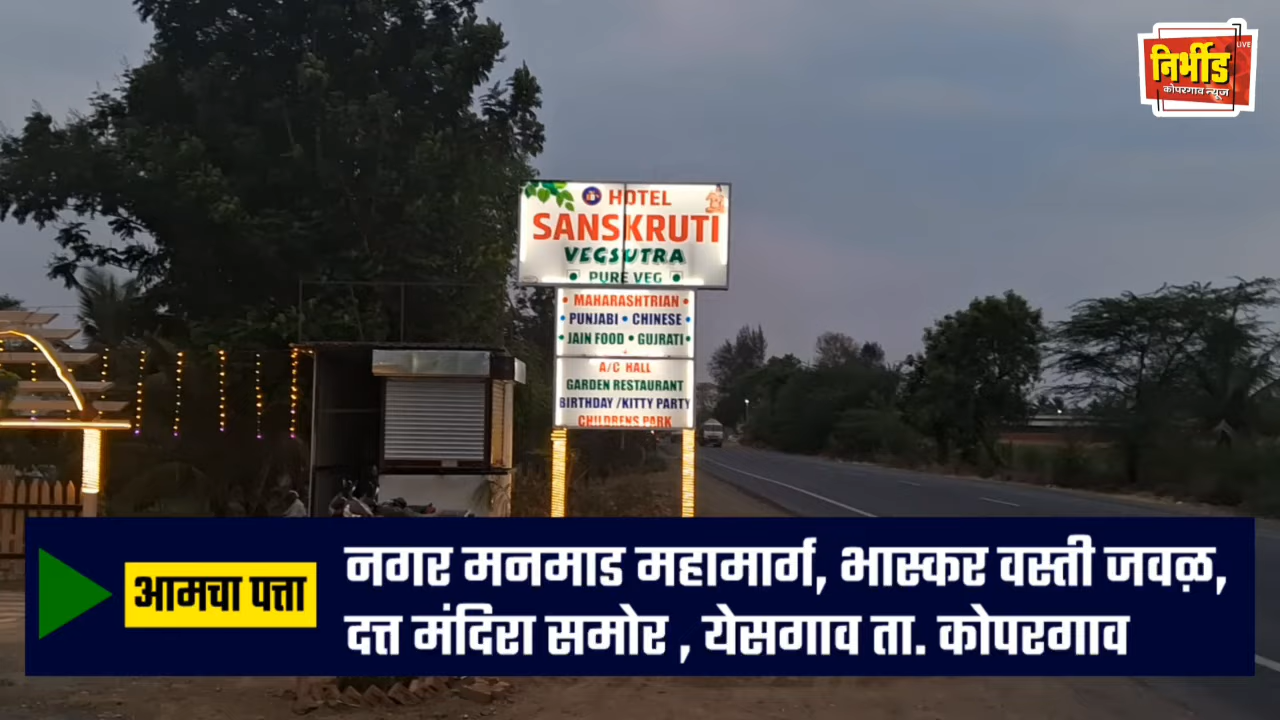 निर्भीड
LIVE
कोपरगाव न्यूज
HOTEL
SANSKRUTI
VEGSUTRA
• PURE VEG •
• MAHARASHTRIAN •
• PUNJABI • CHINESE •
• JAIN FOOD • GUJRATI •
A/C HALL
GARDEN RESTAURANT
BIRTHDAY /KITTY PARTY
CHILDRENS PARK
आमचा पत्ता
नगर मनमाड महामार्ग, भास्कर वस्ती जवळ,
दत्त मंदिरा समोर , येसगाव ता. कोपरगाव